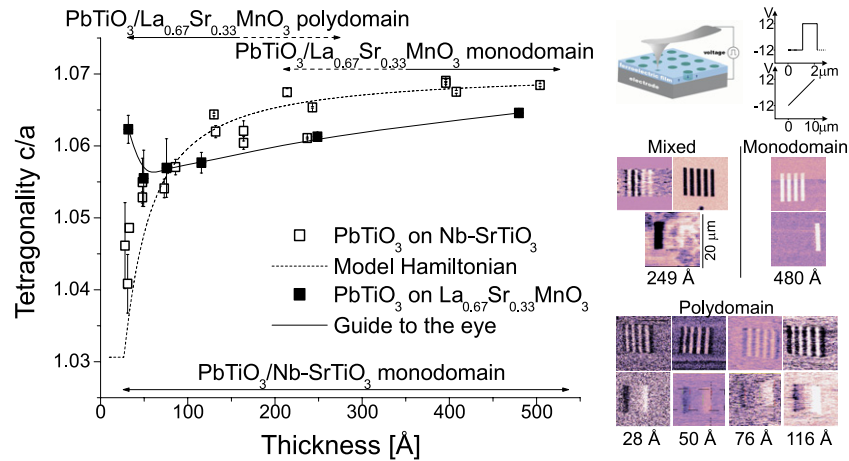 PbTiO₃/La₀.₆₇Sr₀.₃₃MnO₃ polydomain
PbTiO₃/La₀.₆₇Sr₀.₃₃MnO₃ monodomain
1.07
1.06
1.05
1.04
1.03
Tetragonality c/a
PbTiO₃ on Nb-SrTiO₃
Model Hamiltonian
PbTiO₃ on La₀.₆₇Sr₀.₃₃MnO₃
Guide to the eye
PbTiO₃/Nb-SrTiO₃ monodomain
0 100 200 300 400 500
Thickness [Å]
voltage
electrode
V
12
-12
0 2μm
V
12
-12
0 10μm
Mixed
Monodomain
20 μm
249 Å
480 Å
Polydomain
28 Å 50 Å 76 Å 116 Å